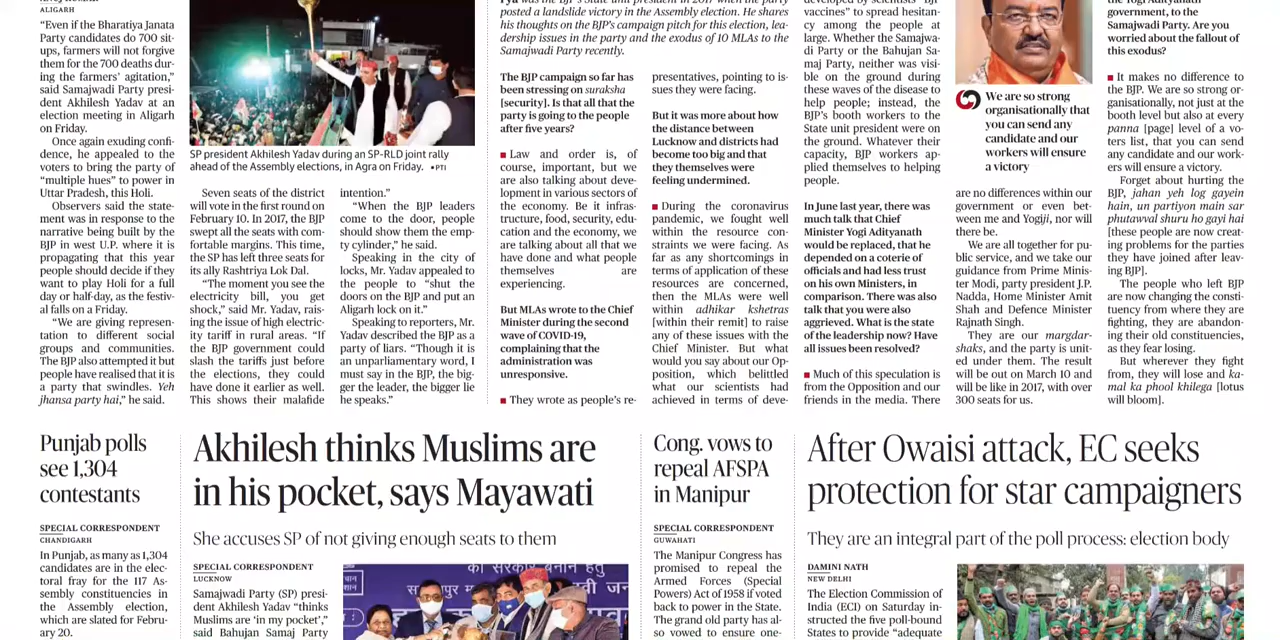 ALIGARH
“Even if the Bharatiya Janata
Party candidates do 700 sit-
ups, farmers will not forgive
them for the 700 deaths dur-
ing the farmers’ agitation,”
said Samajwadi Party presi-
dent Akhilesh Yadav at an
election meeting in Aligarh
on Friday.
Once again exuding confi-
dence, he appealed to the
voters to bring the party of
“multiple hues” to power in
Uttar Pradesh, this Holi.
Observers said the state-
ment was in response to the
narrative being built by the
BJP in west U.P. where it is
propagating that this year
people should decide if they
want to play Holi for a full
day or half-day, as the festiv-
al falls on a Friday.
“We are giving represen-
tation to different social
groups and communities.
The BJP also attempted it but
people have realised that it is
a party that swindles. Yeh
jhansa party hai,” he said.
SP president Akhilesh Yadav during an SP-RLD joint rally
ahead of the Assembly elections, in Agra on Friday. •PTI
Seven seats of the district
will vote in the first round on
February 10. In 2017, the BJP
swept all the seats with com-
fortable margins. This time,
the SP has left three seats for
its ally Rashtriya Lok Dal.
“The moment you see the
electricity bill, you get
shock,” said Mr. Yadav, rais-
ing the issue of high electric-
ity tariff in rural areas. “If
the BJP government could
slash the tariffs just before
the elections, they could
have done it earlier as well.
This shows their malafide
intention.”
“When the BJP leaders
come to the door, people
should show them the emp-
ty cylinder,” he said.
Speaking in the city of
locks, Mr. Yadav appealed to
the people to “shut the
doors on the BJP and put an
Aligarh lock on it.”
Speaking to reporters, Mr.
Yadav described the BJP as a
party of liars. “Though it is
an unparliamentary word, I
must say in the BJP, the big-
ger the leader, the bigger lie
he speaks.”
was the BJP's state unit president in 2017 when the party
posted a landslide victory in the Assembly election. He shares
his thoughts on the BJP’s campaign pitch for this election, lea-
dership issues in the party and the exodus of 10 MLAs to the
Samajwadi Party recently.
The BJP campaign so far has
been stressing on suraksha
[security]. Is that all that the
party is going to the people
after five years?
■ Law and order is, of
course, important, but we
are also talking about deve-
lopment in various sectors of
the economy. Be it infras-
tructure, food, security, edu-
cation and the economy, we
are talking about all that we
have done and what people
themselves are
experiencing.
But MLAs wrote to the Chief
Minister during the second
wave of COVID-19,
complaining that the
administration was
unresponsive.
■ They wrote as people’s re-
presentatives, pointing to is-
sues they were facing.
But it was more about how
the distance between
Lucknow and districts had
become too big and that
they themselves were
feeling undermined.
■ During the coronavirus
pandemic, we fought well
within the resource con-
straints we were facing. As
far as any shortcomings in
terms of application of these
resources are concerned,
then the MLAs were well
within adhikar kshetras
[within their remit] to raise
any of these issues with the
Chief Minister. But what
would you say about our Op-
position, which belittled
what our scientists had
achieved in terms of deve-
developed by scientists “BJP
vaccines” to spread hesitan-
cy among the people at
large. Whether the Samajwa-
di Party or the Bahujan Sa-
maj Party, neither was visi-
ble on the ground during
these waves of the disease to
help people; instead, the
BJP’s booth workers to the
State unit president were on
the ground. Whatever their
capacity, BJP workers ap-
plied themselves to helping
people.
In June last year, there was
much talk that Chief
Minister Yogi Adityanath
would be replaced, that he
depended on a coterie of
officials and had less trust
on his own Ministers, in
comparison. There was also
talk that you were also
aggrieved. What is the state
of the leadership now? Have
all issues been resolved?
■ Much of this speculation is
from the Opposition and our
friends in the media. There
We are so strong
organisationally that
you can send any
candidate and our
workers will ensure
a victory
are no differences within our
government or even bet-
ween me and Yogiji, nor will
there be.
We are all together for pu-
blic service, and we take our
guidance from Prime Minis-
ter Modi, party president J.P.
Nadda, Home Minister Amit
Shah and Defence Minister
Rajnath Singh.
They are our margdar-
shaks, and the party is unit-
ed under them. The result
will be out on March 10 and
will be like in 2017, with over
300 seats for us.
the Yogi Adityanath
government, to the
Samajwadi Party. Are you
worried about the fallout of
this exodus?
■ It makes no difference to
the BJP. We are so strong or-
ganisationally, not just at the
booth level but also at every
panna [page] level of a vo-
ters list, that you can send
any candidate and our work-
ers will ensure a victory.
Forget about hurting the
BJP, jahan yeh log gayein
hain, un partiyon main sar
phutawval shuru ho gayi hai
[these people are now creat-
ing problems for the parties
they have joined after leav-
ing BJP].
The people who left BJP
are now changing the consti-
tuency from where they are
fighting, they are abandon-
ing their old constituencies,
as they fear losing.
But wherever they fight
from, they will lose and ka-
mal ka phool khilega [lotus
will bloom].
Punjab polls
see 1,304
contestants
SPECIAL CORRESPONDENT
CHANDIGARH
In Punjab, as many as 1,304
candidates are in the elec-
toral fray for the 117 As-
sembly constituencies in
the Assembly election,
which are slated for Febru-
ary 20.
Akhilesh thinks Muslims are
in his pocket, says Mayawati
She accuses SP of not giving enough seats to them
SPECIAL CORRESPONDENT
LUCKNOW
Samajwadi Party (SP) presi-
dent Akhilesh Yadav “thinks
Muslims are ‘in my pocket’,”
said Bahujan Samaj Party
Cong. vows to
repeal AFSPA
in Manipur
SPECIAL CORRESPONDENT
GUWAHATI
The Manipur Congress has
promised to repeal the
Armed Forces (Special
Powers) Act of 1958 if voted
back to power in the State.
The grand old party has al-
so vowed to ensure one-
After Owaisi attack, EC seeks
protection for star campaigners
They are an integral part of the poll process: election body
DAMINI NATH
NEW DELHI
The Election Commission of
India (ECI) on Saturday in-
structed the five poll-bound
States to provide “adequate